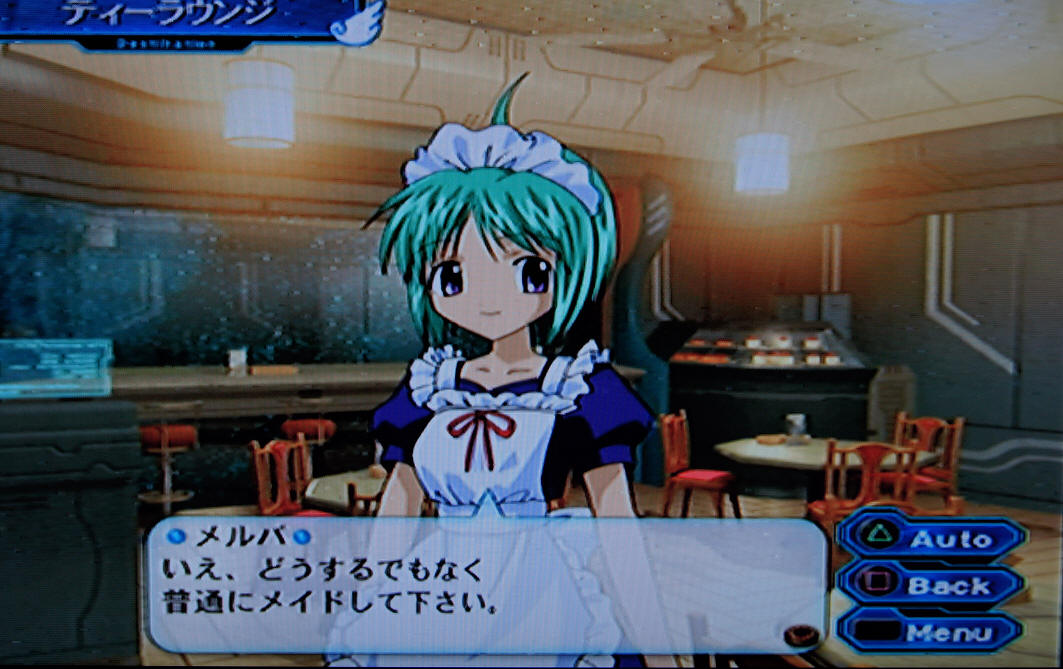 ティーラウンジ
メルバ
いえ、どうするでもなく
普通にメイドして下さい。
Auto
Back
Menu